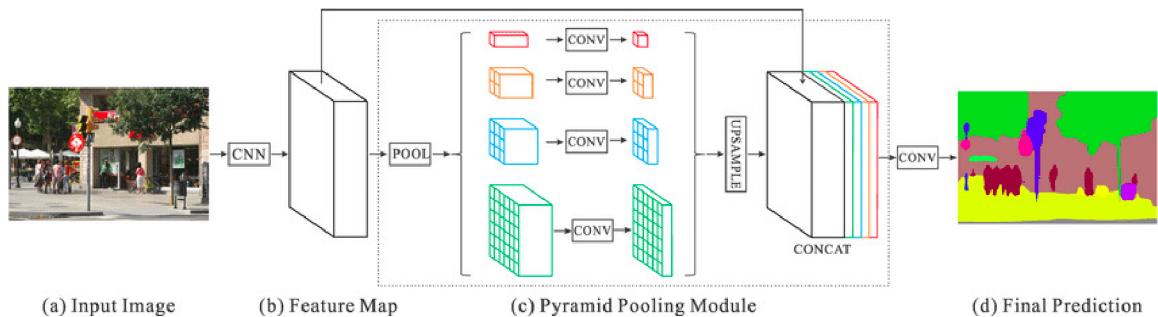 CNN
POOL
CONV
CONV
CONV
CONV
UPSAMPLE
CONCAT
CONV
(a) Input Image
(b) Feature Map
(c) Pyramid Pooling Module
(d) Final Prediction